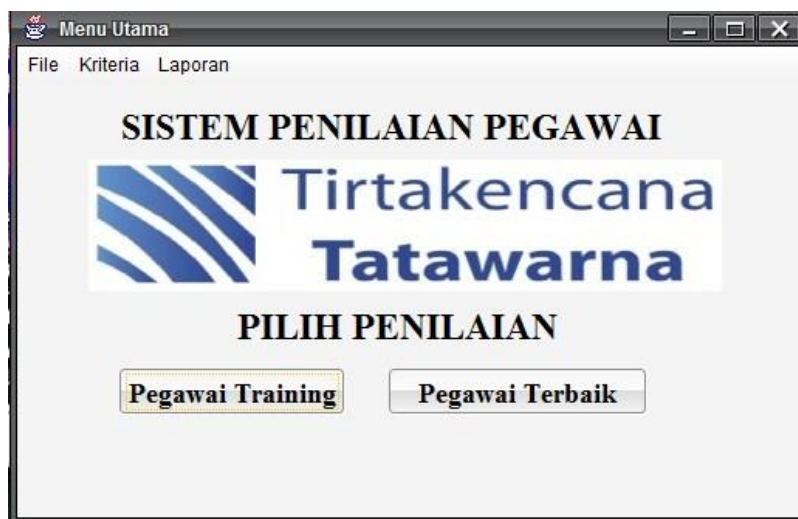 Menu Utama
File Kriteria Laporan
SISTEM PENILAIAN PEGAWAI
Tirtakencana
Tatawarna
PILIH PENILAIAN
Pegawai Training Pegawai Terbaik